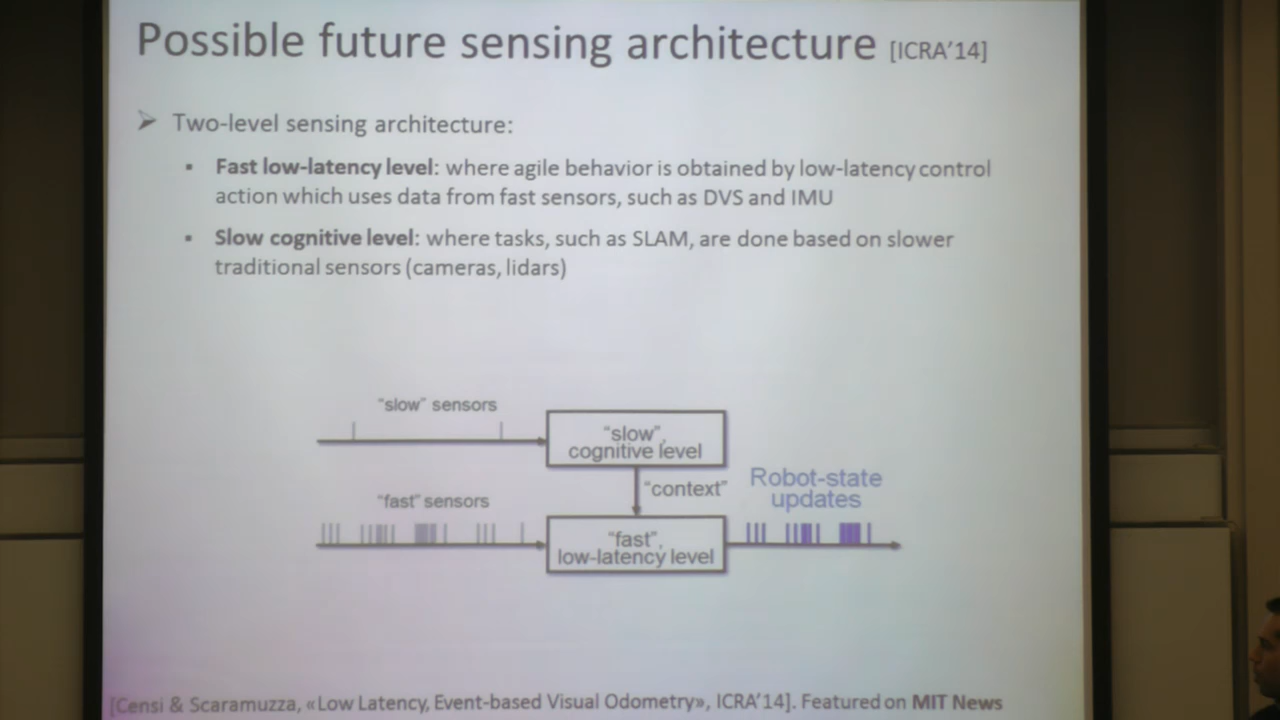 Possible future sensing architecture [ICRA'14]
Two-level sensing architecture:
Fast low-latency level: where agile behavior is obtained by low-latency control
action which uses data from fast sensors, such as DVS and IMU
Slow cognitive level: where tasks, such as SLAM, are done based on slower
traditional sensors (cameras, lidars)
"slow" sensors
"slow",
cognitive level
"context"
Robot-state
updates
"fast" sensors
"fast",
low-latency level
[Censi & Scaramuzza, «Low Latency, Event-based Visual Odometry», ICRA'14]. Featured on MIT News